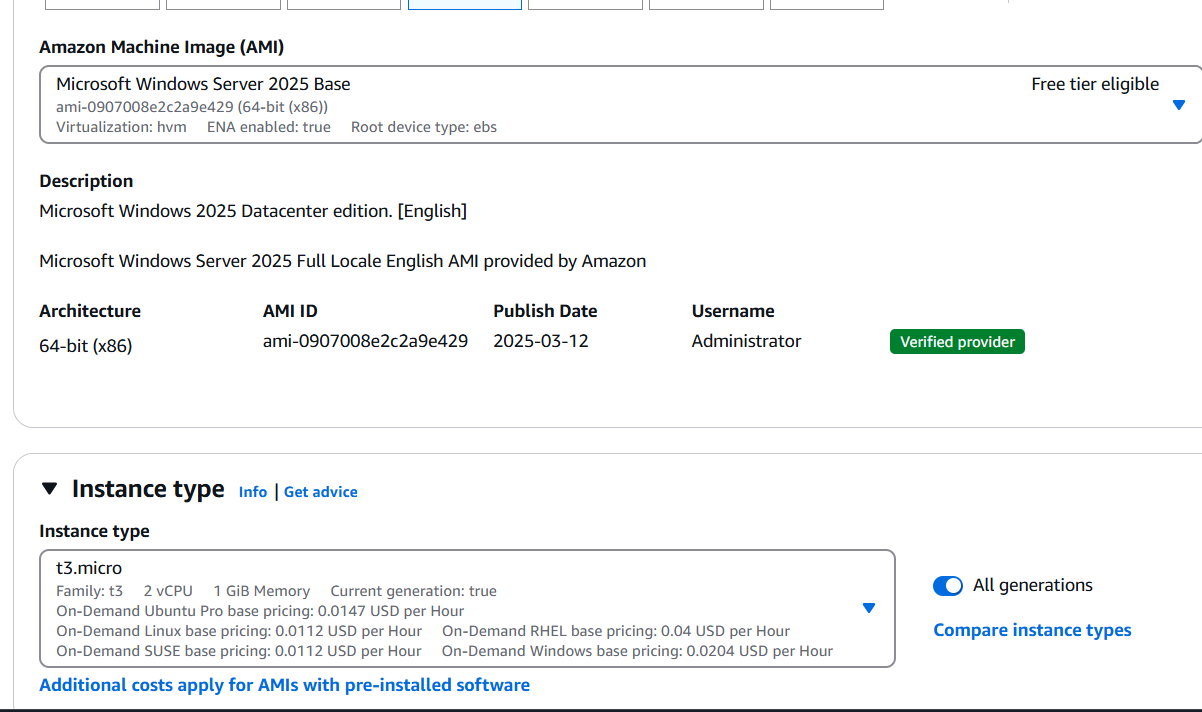 Amazon Machine Image (AMI)
Microsoft Windows Server 2025 Base
Free tier eligible
ami-0907008e2c2a9e429 (64-bit (x86))
Virtualization: hvm ENA enabled: true Root device type: ebs
Description
Microsoft Windows 2025 Datacenter edition. [English]
Microsoft Windows Server 2025 Full Locale English AMI provided by Amazon
Architecture AMI ID Publish Date Username
64-bit (x86) ami-0907008e2c2a9e429 2025-03-12 Administrator Verified provider
Instance type Info | Get advice
Instance type
t3.micro
Family: t3 2 vCPU 1 GiB Memory Current generation: true
On-Demand Ubuntu Pro base pricing: 0.0147 USD per Hour
On-Demand Linux base pricing: 0.0112 USD per Hour On-Demand RHEL base pricing: 0.04 USD per Hour
On-Demand SUSE base pricing: 0.0112 USD per Hour On-Demand Windows base pricing: 0.0204 USD per Hour
All generations
Compare instance types
Additional costs apply for AMIs with pre-installed software